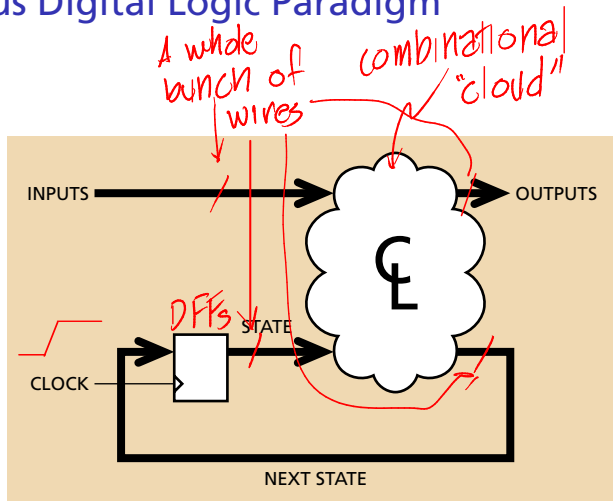 us Digital Logic Paradigm
A whole
bunch of
wires
combinational
"cloud"
INPUTS
OUTPUTS
CL
DFFs
STATE
CLOCK
NEXT STATE